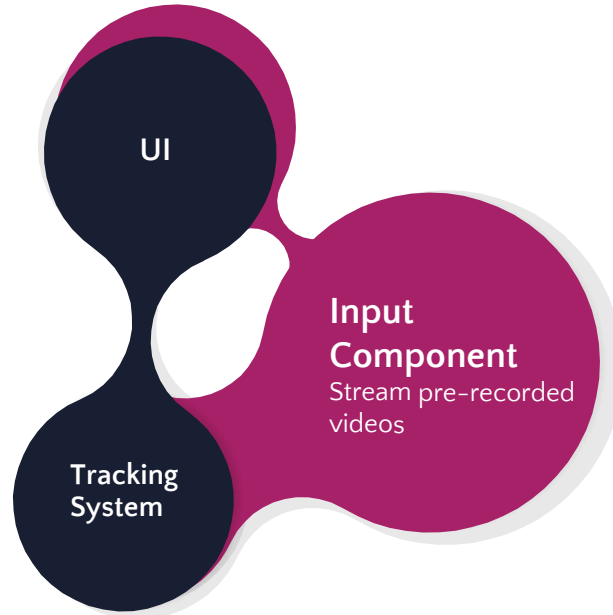 UI
Input
Component
Stream pre-recorded
videos
Tracking
System